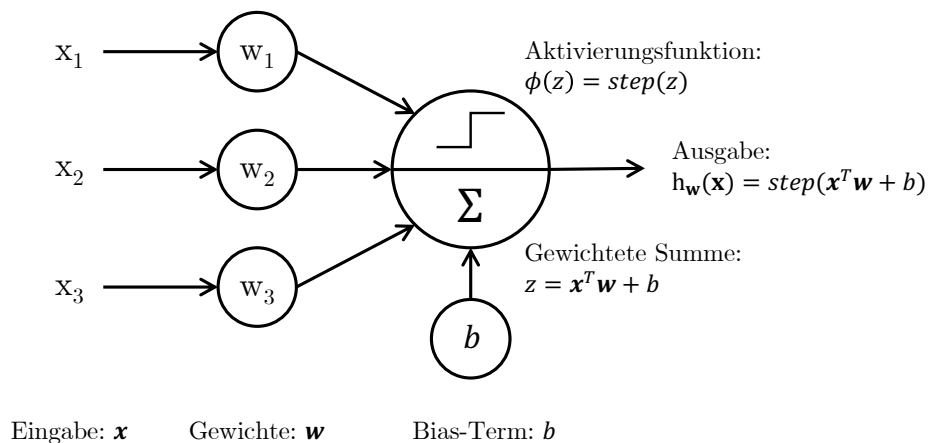 x₁
w₁
Aktivierungsfunktion:
ϕ(z) = step(z)
x₂
w₂
Ausgabe:
h𝐰(𝐱) = step(𝒙ᵀ𝒘 + b)
Σ
x₃
w₃
Gewichtete Summe:
z = 𝒙ᵀ𝒘 + b
b
Eingabe: 𝒙 Gewichte: 𝒘 Bias-Term: b